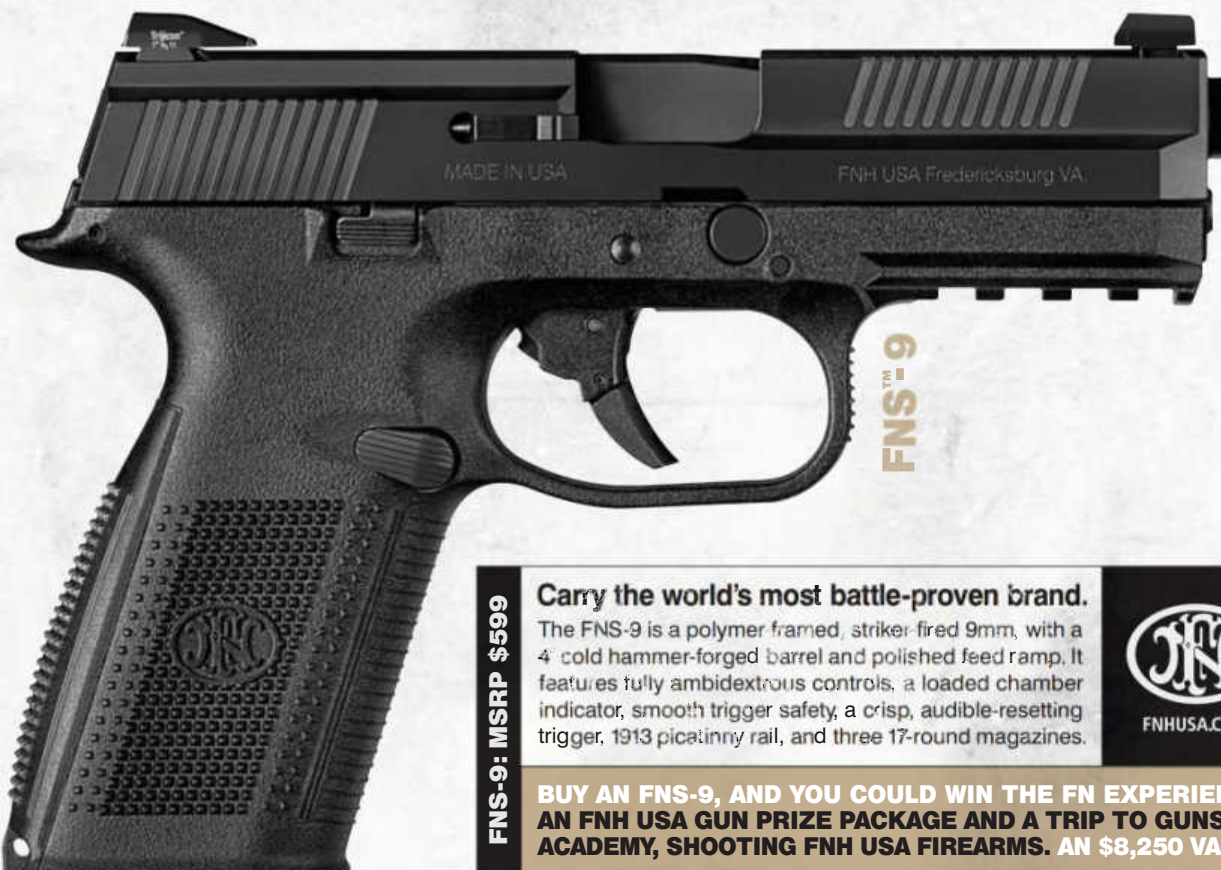 Trijicon
MADE IN USA
FNH USA Fredericksburg VA.
FNS™-9
FNS-9: MSRP $599
Carry the world's most battle-proven brand.
The FNS-9 is a polymer framed, striker-fired 9mm, with a
4" cold hammer-forged barrel and polished feed ramp. It
features fully ambidextrous controls, a loaded chamber
indicator, smooth trigger safety, a crisp, audible-resetting
trigger, 1913 picatinny rail, and three 17-round magazines.
FN
FN
FNHUSA.C
BUY AN FNS-9, AND YOU COULD WIN THE FN EXPERIE
AN FNH USA GUN PRIZE PACKAGE AND A TRIP TO GUNS
ACADEMY, SHOOTING FNH USA FIREARMS. AN $8,250 VA